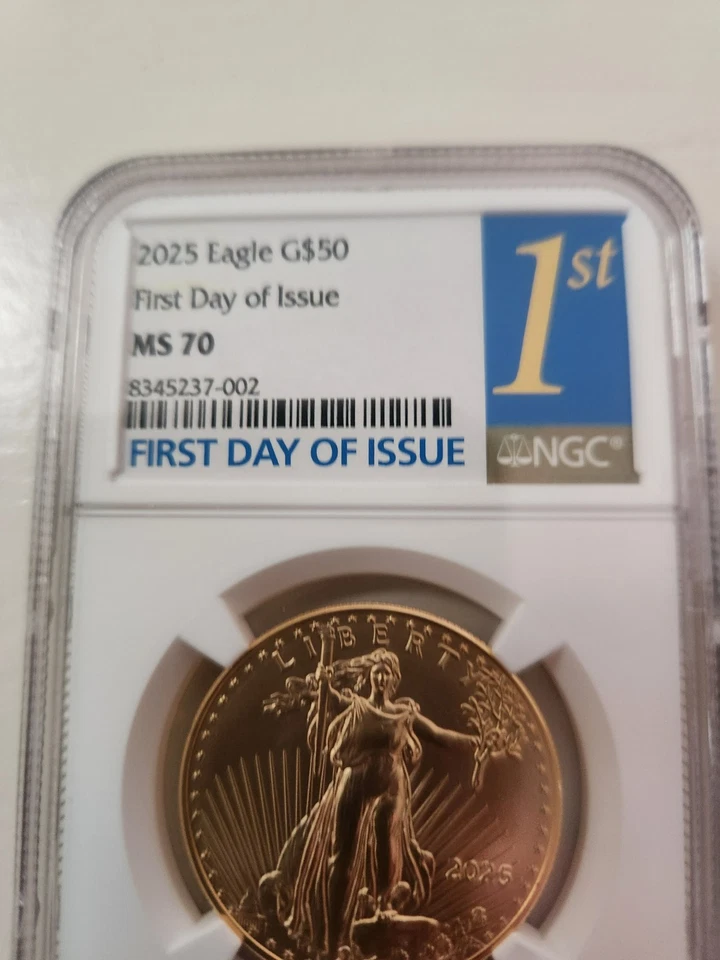 2025 Eagle G$50
First Day of Issue
MS 70
8345237-002
FIRST DAY OF ISSUE
1st
NGC®
LIBERTY
2025